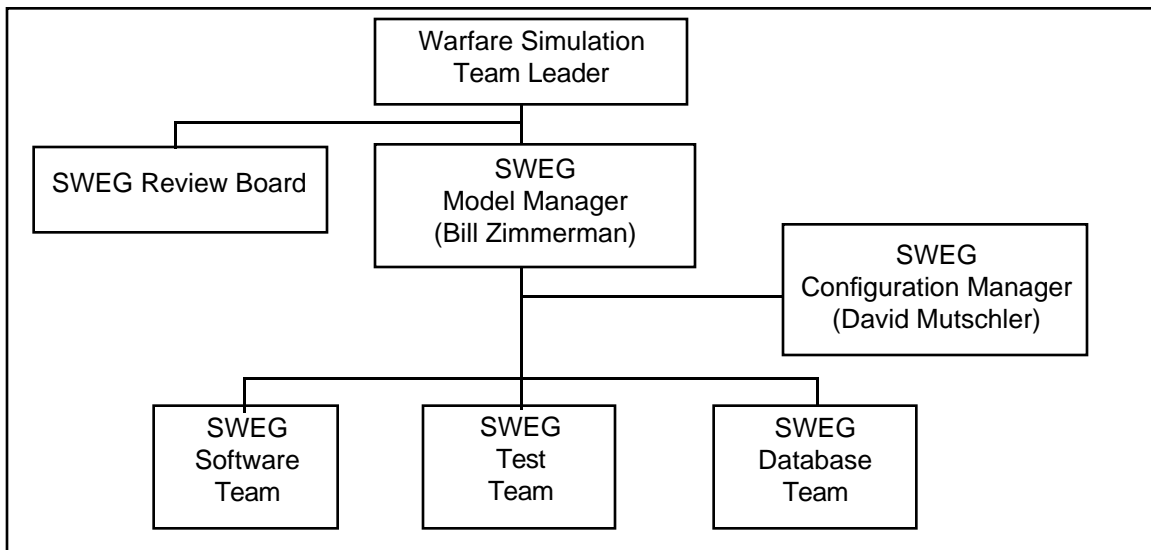 Warfare Simulation
Team Leader
SWEG Review Board
SWEG
Model Manager
(Bill Zimmerman)
SWEG
Configuration Manager
(David Mutschler)
SWEG
Software
Team
SWEG
Test
Team
SWEG
Database
Team